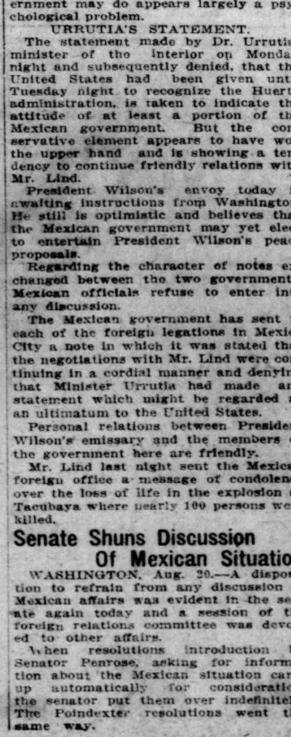 ernment may do appears largely a psy
chological problem.
URRUTIA'S STATEMENT.
The statement made by Dr. Urrutia
minister of the interior on Monda
night and subsequently denied, that th
United States had been given unt
Tuesday night to recognize the Huert
administration, is taken to indicate th
attitude of at least a portion of th
Mexican government. But the con
servative element appears to have wo
the upper hand and is showing a ten
dency to continue friendly relations wit
Mr. Lind.
President Wilson's envoy today
awaiting instructions from Washingto
He still is optimistic and believes tha
the Mexican government may yet elec
to entertain President Wilson's peac
proposals.
Regarding the character of notes ex
changed between the two government
Mexican officials refuse to enter int
any discussion.
The Mexican government has sent
each of the foreign legations in Mexic
City a note in which it was stated tha
the negotiations with Mr. Lind were co
tinuing in a cordial manner and denyin
that Minister Urrutia had made an
statement which might be regarded a
an ultimatum to the United States.
Personal relations between Preside
Wilson's emissary and the members
the government here are friendly.
Mr. Lind last night sent the Mexica
foreign office a message of condolen
over the loss of life in the explosion
Tacubaya where nearly 100 persons we
killed.
Senate Shuns Discussion
Of Mexican Situatio
WASHINGTON, Aug. 20.—A dispos
tion to refrain from any discussion
Mexican affairs was evident in the se
ate again today and a session of t
foreign relations committee was devo
ed to other affairs.
When resolutions introduction
Senator Penrose, asking for inform
tion about the Mexican situation cam
up automatically for consideratio
the senator put them over indefinitel
The Poindexter resolutions went t
same way.